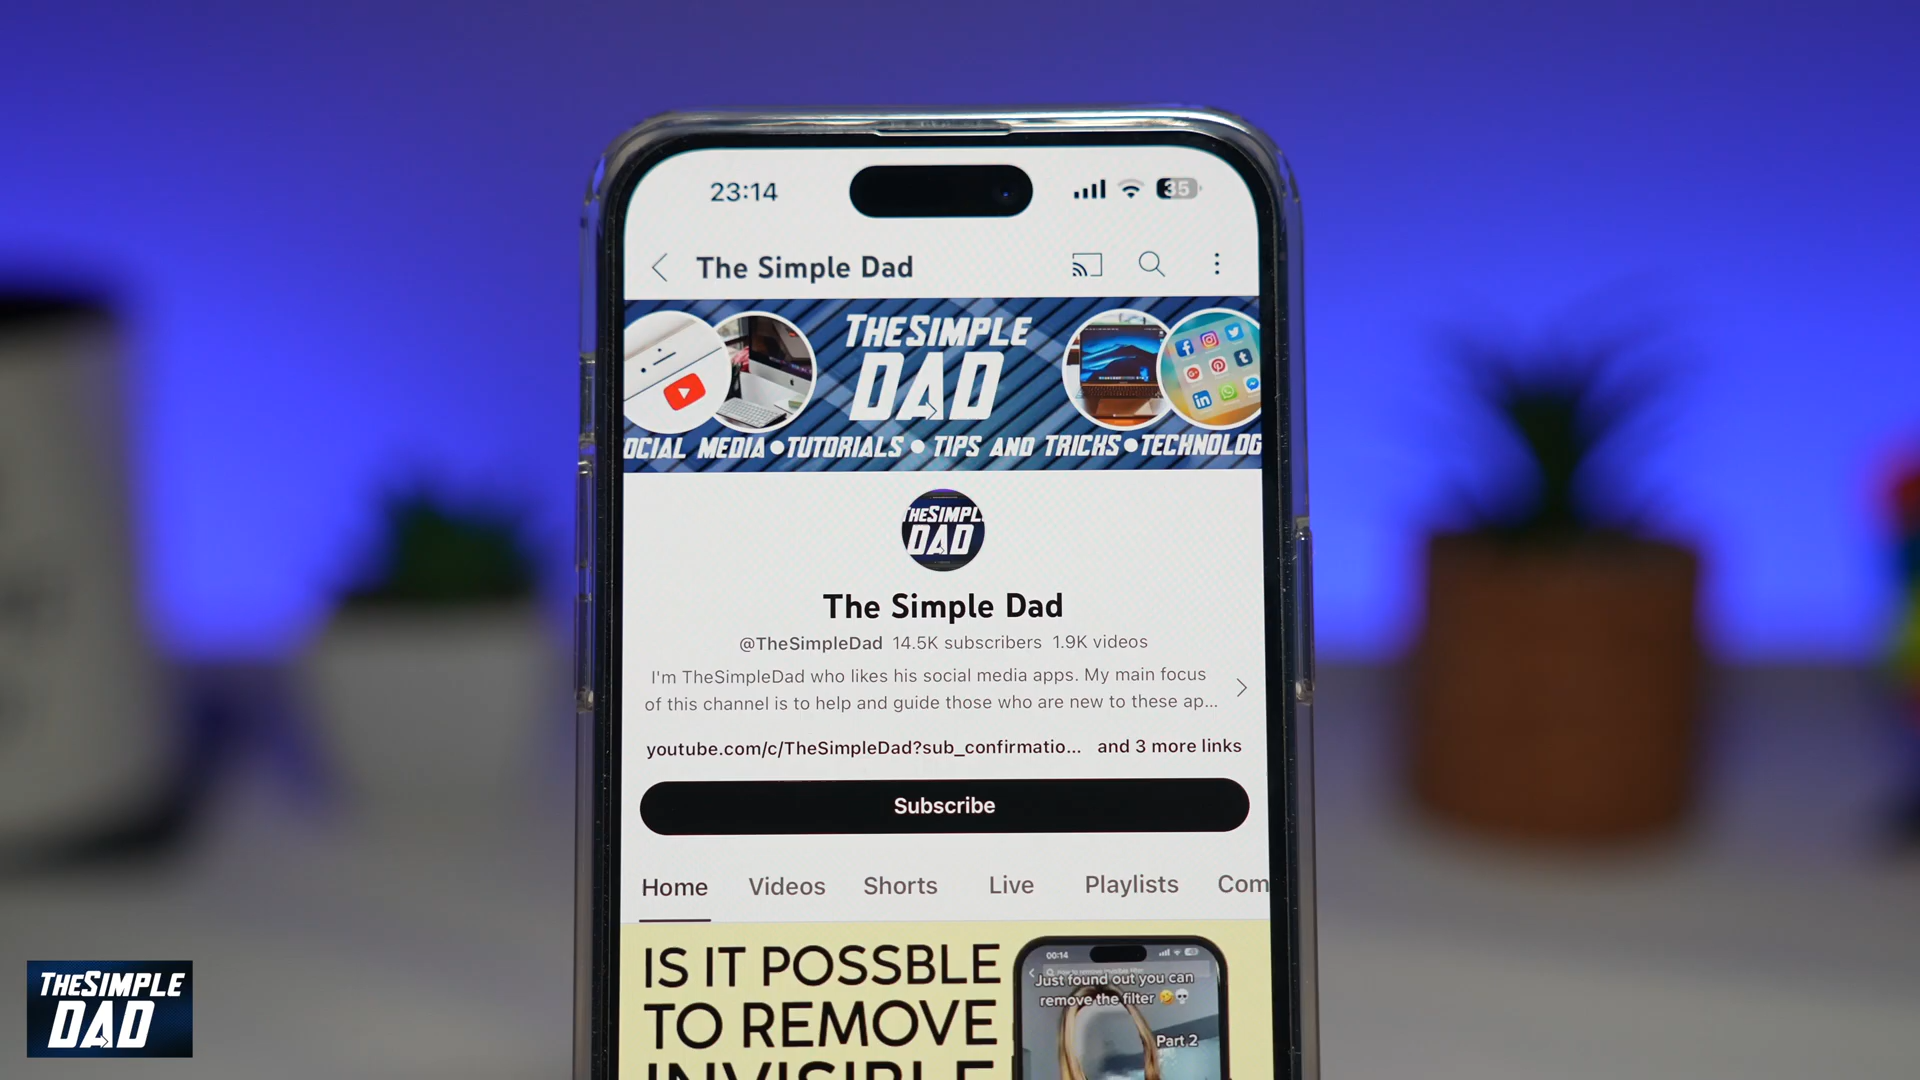 23:14
35
The Simple Dad
THESIMPLE
DAD
OCIAL MEDIA • TUTORIALS • TIPS AND TRICKS • TECHNOLOG
THESIMPL
DAD
The Simple Dad
@TheSimpleDad 14.5K subscribers 1.9K videos
I'm TheSimpleDad who likes his social media apps. My main focus
of this channel is to help and guide those who are new to these ap...
youtube.com/c/TheSimpleDad?sub_confirmatio... and 3 more links
Subscribe
Home Videos Shorts Live Playlists Com
IS IT POSSBLE
TO REMOVE
INVISIBLE
00:14
Just found out you can
remove the filter 🤣💀
Part 2
THESIMPLE
DAD